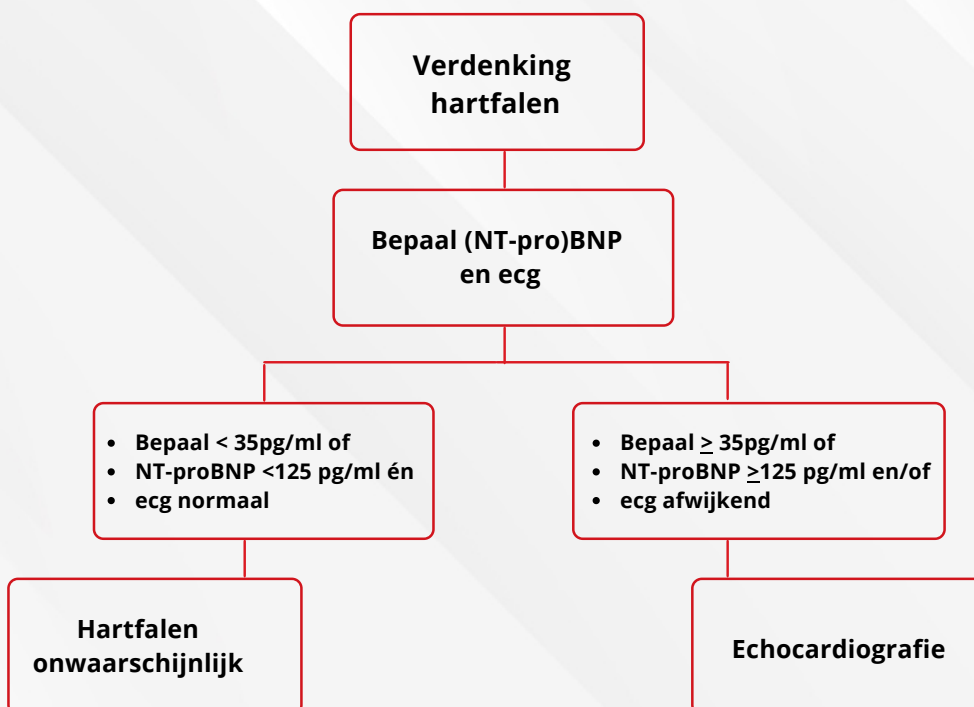 Verdenking
hartfalen
Bepaal (NT-pro)BNP
en ecg
• Bepaal < 35pg/ml of
• NT-proBNP <125 pg/ml én
• ecg normaal
• Bepaal ≥ 35pg/ml of
• NT-proBNP ≥125 pg/ml en/of
• ecg afwijkend
Hartfalen
onwaarschijnlijk
Echocardiografie